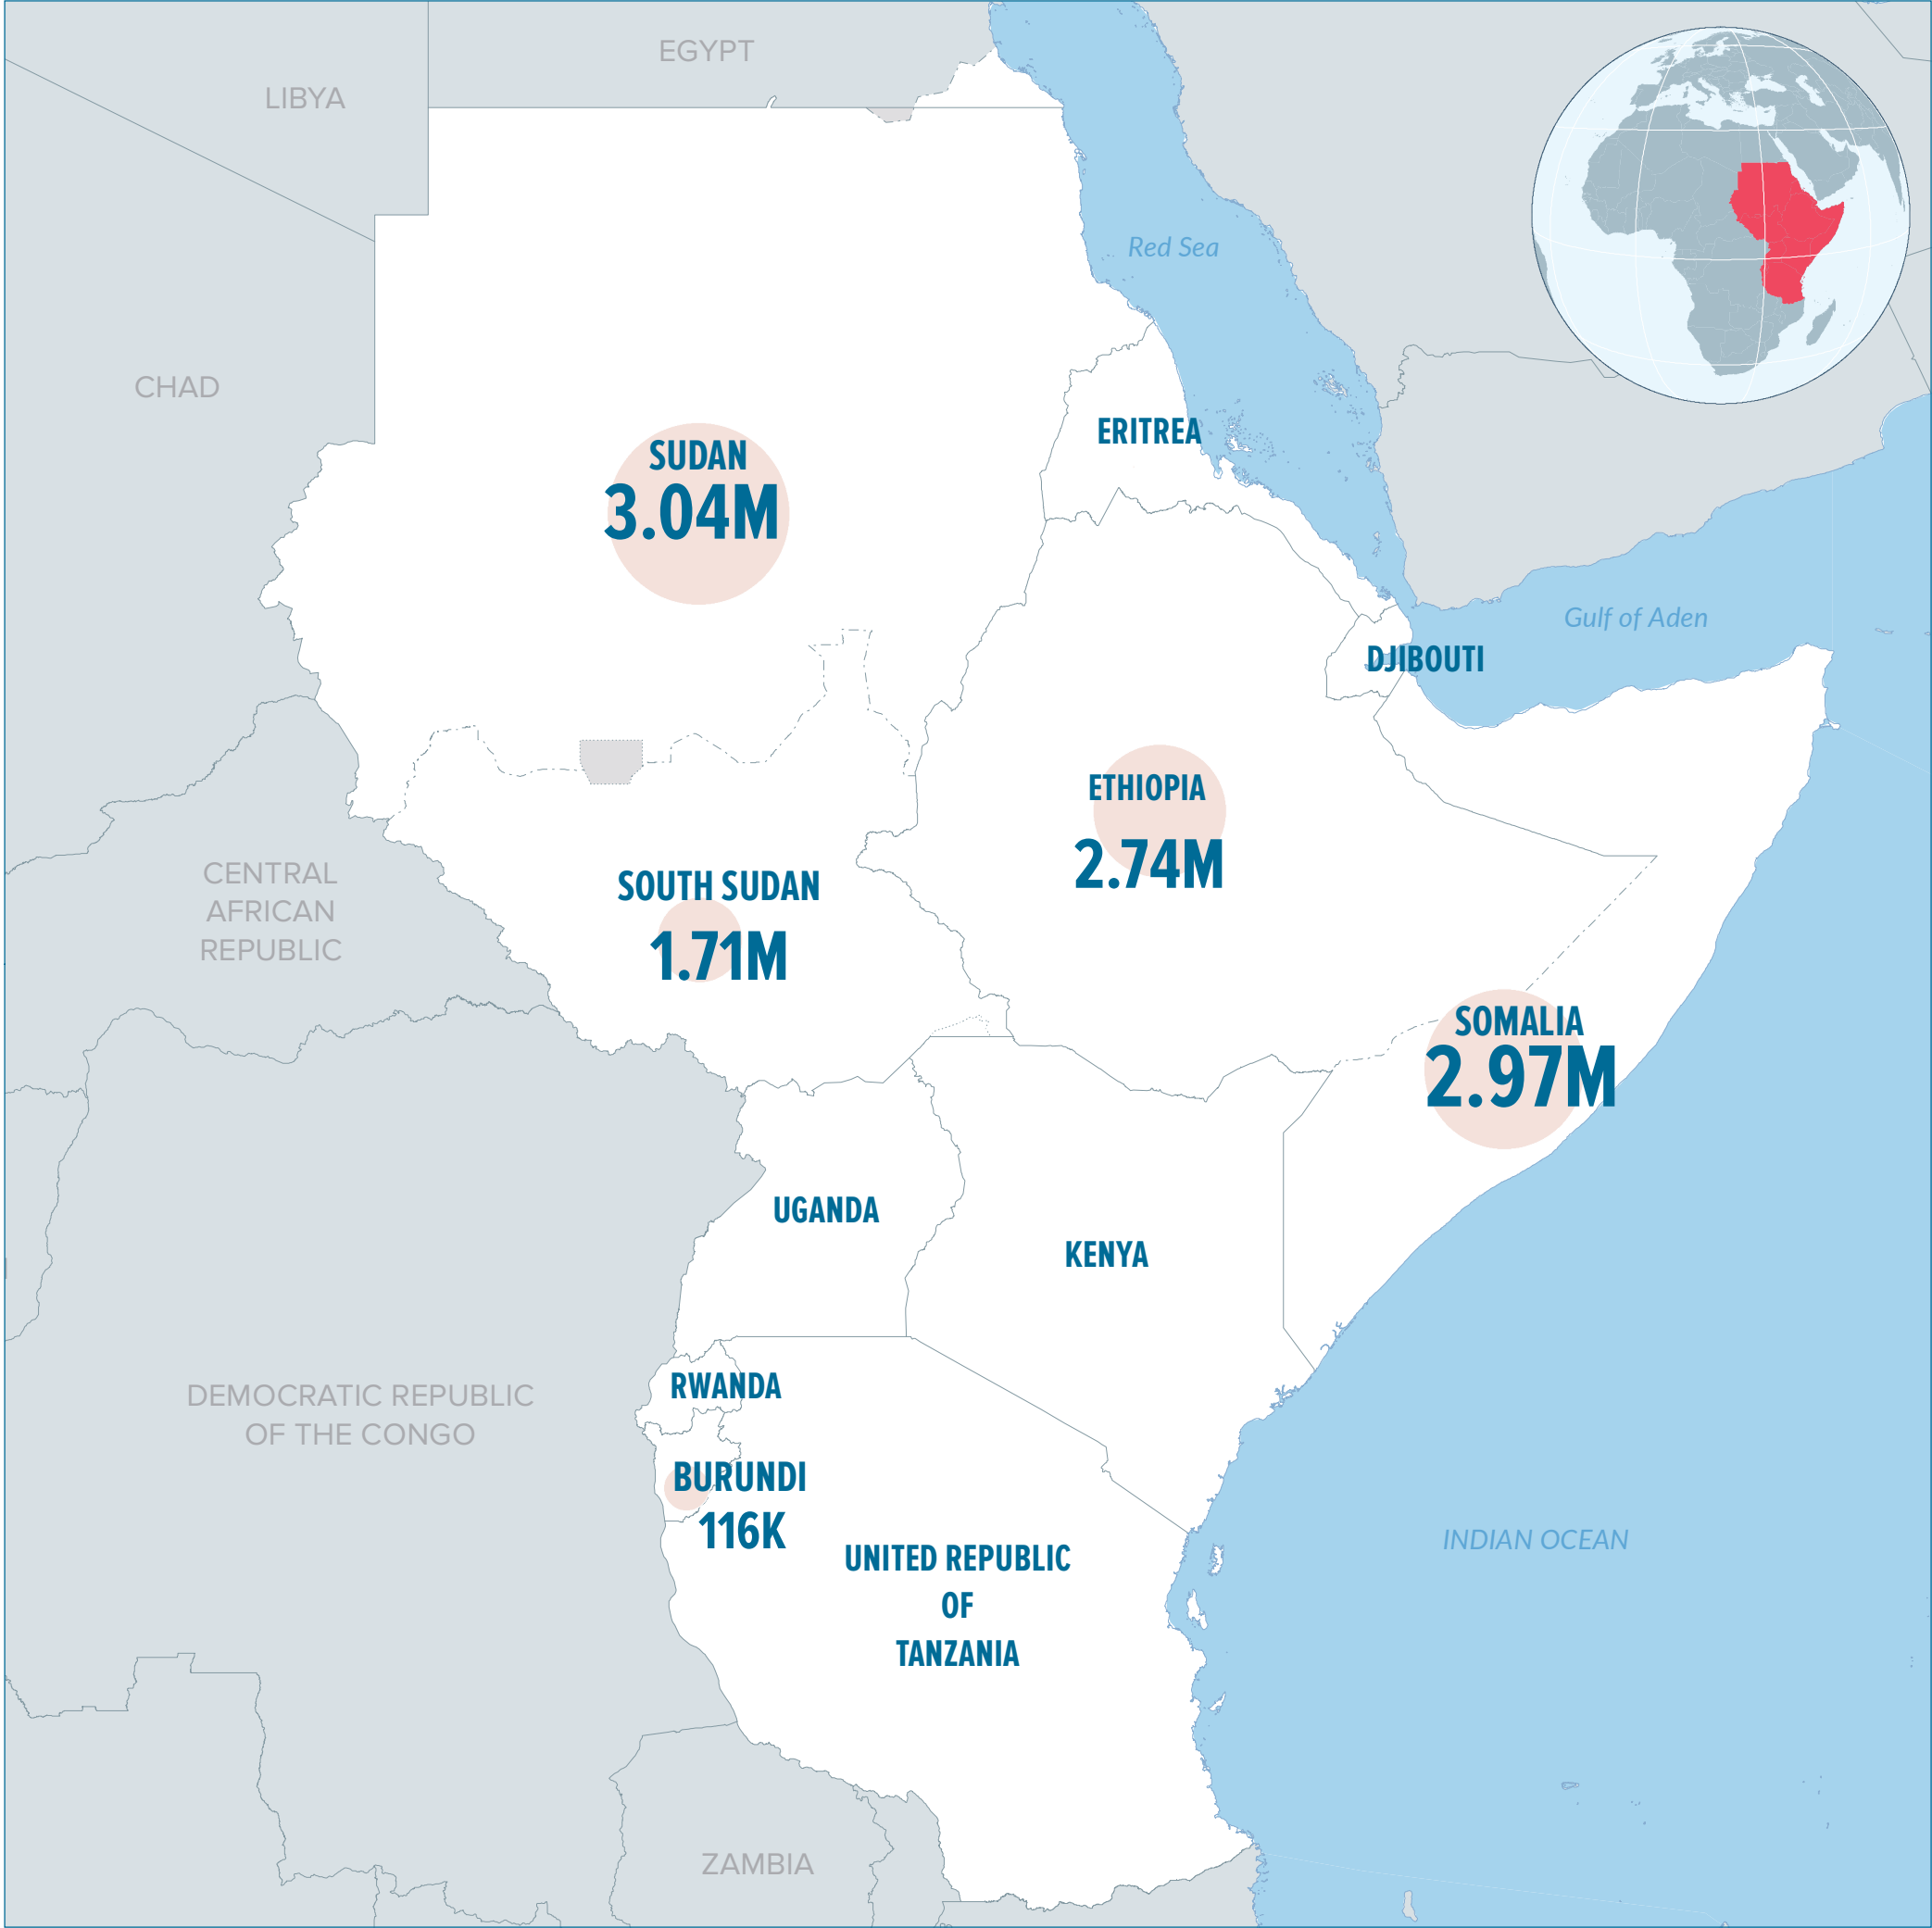 EGYPT
LIBYA
Red Sea
CHAD
ERITREA
SUDAN
3.04M
Gulf of Aden
DJIBOUTI
ETHIOPIA
2.74M
CENTRAL
AFRICAN
REPUBLIC
SOUTH SUDAN
1.71M
SOMALIA
2.97M
UGANDA
KENYA
RWANDA
DEMOCRATIC REPUBLIC
OF THE CONGO
BURUNDI
116K
INDIAN OCEAN
UNITED REPUBLIC
OF
TANZANIA
ZAMBIA